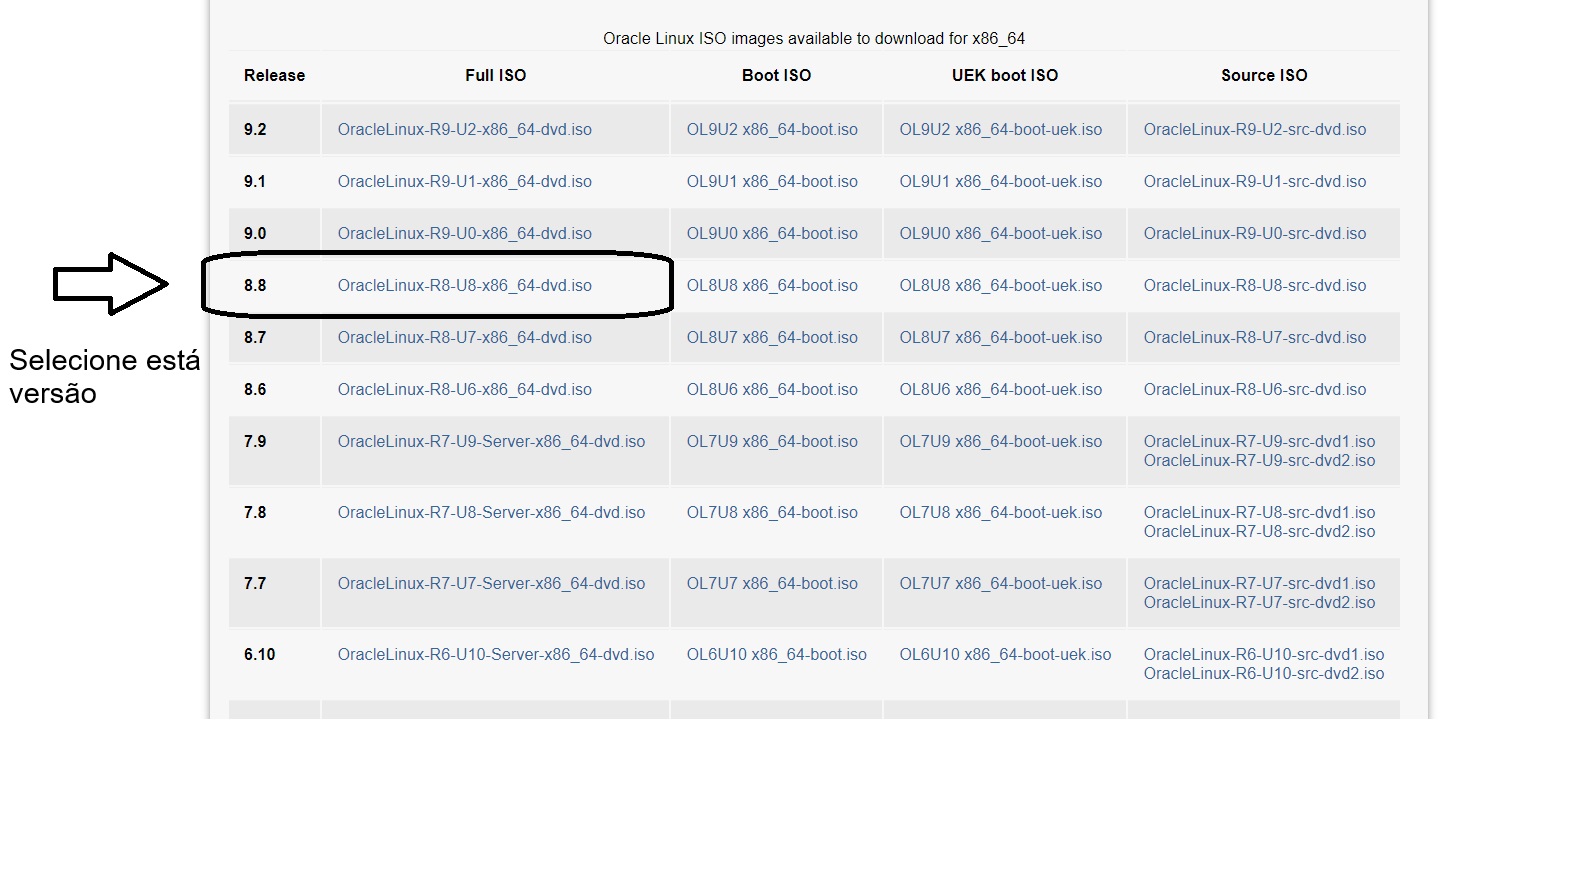 Oracle Linux ISO images available to download for x86_64
Release Full ISO Boot ISO UEK boot ISO Source ISO
9.2 OracleLinux-R9-U2-x86_64-dvd.iso OL9U2 x86_64-boot.iso OL9U2 x86_64-boot-uek.iso OracleLinux-R9-U2-src-dvd.iso
9.1 OracleLinux-R9-U1-x86_64-dvd.iso OL9U1 x86_64-boot.iso OL9U1 x86_64-boot-uek.iso OracleLinux-R9-U1-src-dvd.iso
9.0 OracleLinux-R9-U0-x86_64-dvd.iso OL9U0 x86_64-boot.iso OL9U0 x86_64-boot-uek.iso OracleLinux-R9-U0-src-dvd.iso
8.8 OracleLinux-R8-U8-x86_64-dvd.iso OL8U8 x86_64-boot.iso OL8U8 x86_64-boot-uek.iso OracleLinux-R8-U8-src-dvd.iso
8.7 OracleLinux-R8-U7-x86_64-dvd.iso OL8U7 x86_64-boot.iso OL8U7 x86_64-boot-uek.iso OracleLinux-R8-U7-src-dvd.iso
Selecione está
versão
8.6 OracleLinux-R8-U6-x86_64-dvd.iso OL8U6 x86_64-boot.iso OL8U6 x86_64-boot-uek.iso OracleLinux-R8-U6-src-dvd.iso
7.9 OracleLinux-R7-U9-Server-x86_64-dvd.iso OL7U9 x86_64-boot.iso OL7U9 x86_64-boot-uek.iso OracleLinux-R7-U9-src-dvd1.iso
OracleLinux-R7-U9-src-dvd2.iso
7.8 OracleLinux-R7-U8-Server-x86_64-dvd.iso OL7U8 x86_64-boot.iso OL7U8 x86_64-boot-uek.iso OracleLinux-R7-U8-src-dvd1.iso
OracleLinux-R7-U8-src-dvd2.iso
7.7 OracleLinux-R7-U7-Server-x86_64-dvd.iso OL7U7 x86_64-boot.iso OL7U7 x86_64-boot-uek.iso OracleLinux-R7-U7-src-dvd1.iso
OracleLinux-R7-U7-src-dvd2.iso
6.10 OracleLinux-R6-U10-Server-x86_64-dvd.iso OL6U10 x86_64-boot.iso OL6U10 x86_64-boot-uek.iso OracleLinux-R6-U10-src-dvd1.iso
OracleLinux-R6-U10-src-dvd2.iso